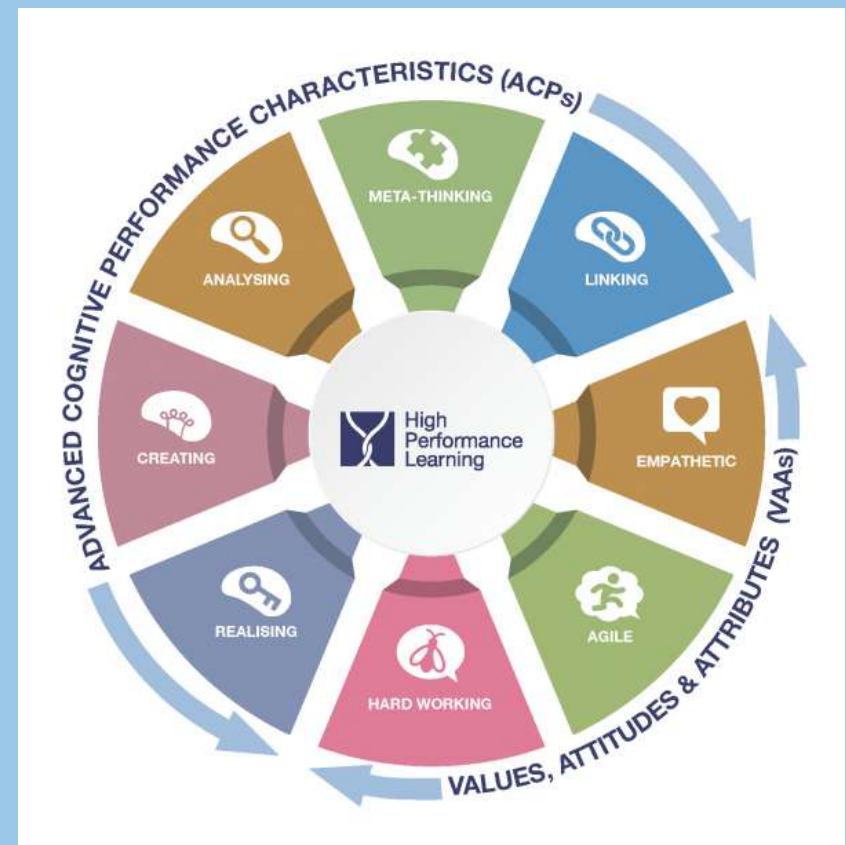 ADVANCED COGNITIVE PERFORMANCE CHARACTERISTICS (ACPs)
META-THINKING
LINKING
ANALYSING
CREATING
REALISING
High
Performance
Learning
EMPATHETIC
AGILE
HARD WORKING
VALUES, ATTITUDES & ATTRIBUTES (VAAs)